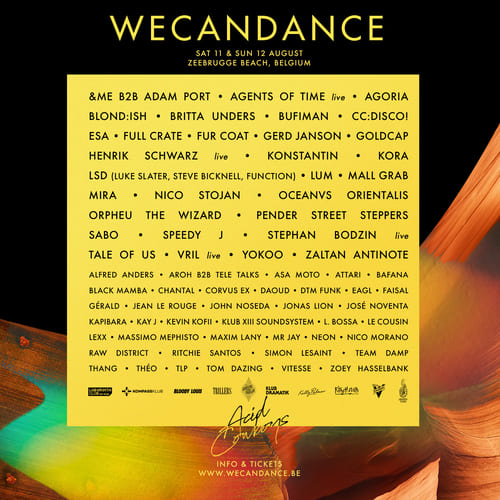 WECANDANCE
SAT 11 & SUN 12 AUGUST
ZEEBRUGGE BEACH, BELGIUM
&ME B2B ADAM PORT • AGENTS OF TIME live • AGORIA
BLOND:ISH • BRITTA UNDERS • BUFIMAN • CC:DISCO!
ESA • FULL CRATE • FUR COAT • GERD JANSON • GOLDCAP
HENRIK SCHWARZ live • KONSTANTIN • KORA
LSD (LUKE SLATER, STEVE BICKNELL, FUNCTION) • LUM • MALL GRAB
MIRA • NICO STOJAN • OCEANVS ORIENTALIS
ORPHEU THE WIZARD • PENDER STREET STEPPERS
SABO • SPEEDY J • STEPHAN BODZIN live
TALE OF US • VRIL live • YOKOO • ZALTAN ANTINOTE
ALFRED ANDERS • AROH B2B TELE TALKS • ASA MOTO • ATTARI • BAFANA
BLACK MAMBA • CHANTAL • CORVUS EX • DAOUD • DTM FUNK • EAGL • FAISAL
GÉRALD • JEAN LE ROUGE • JOHN NOSEDA • JONAS LION • JOSÉ NOVENTA
KAPIBARA • KAY J • KEVIN KOFII • KLUB XIII SOUNDSYSTEM • L. BOSSA • LE COUSIN
LEXX • MASSIMO MEPHISTO • MAXIM LANY • MR JAY • NEON • NICO MORANO
RAW DISTRICT • RITCHIE SANTOS • SIMON LESAINT • TEAM DAMP
THANG • THÉO • TLP • TOM DAZING • VITESSE • ZOEY HASSELBANK
KOMPASSKLUB BLOODY LOUIS TRILLERS KLUB DRAMATIK
Acid
INFO & TICKETS
WWW.WECANDANCE.BE